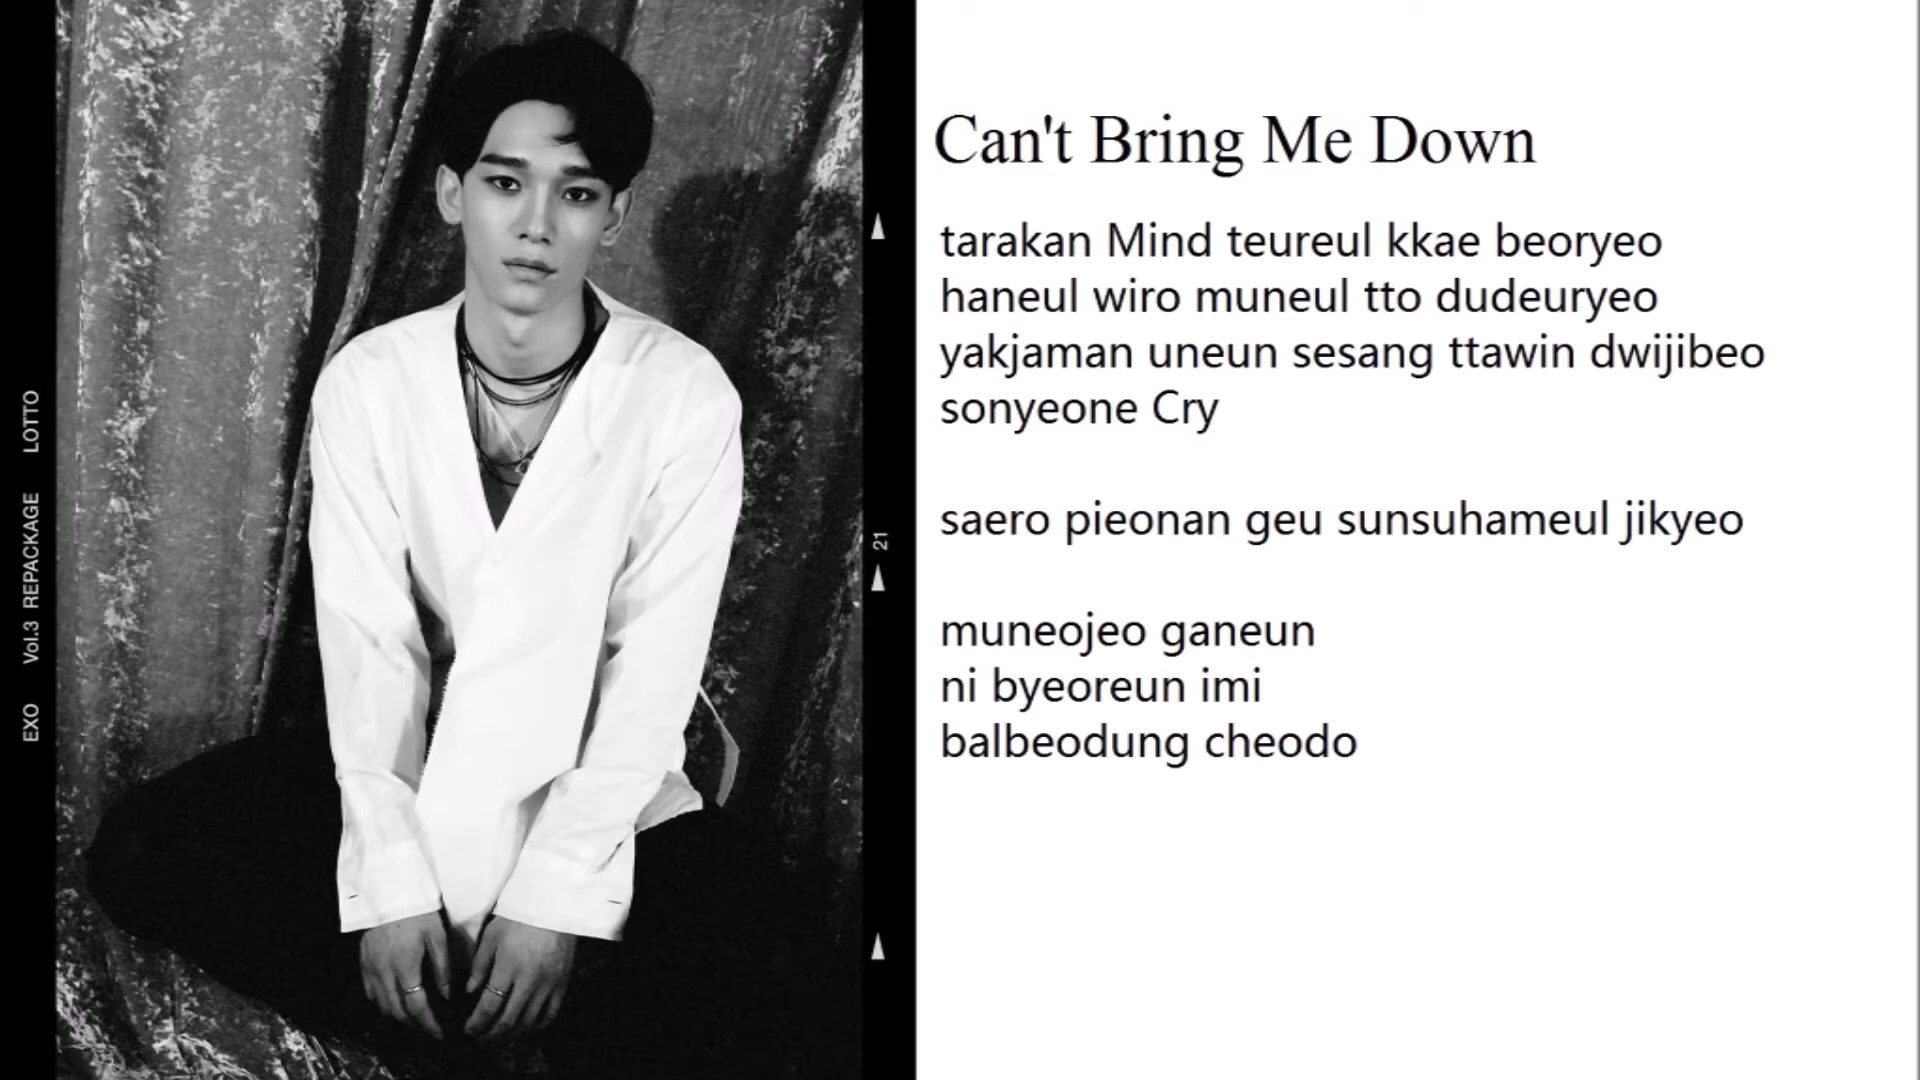 EXO Vol.3 REPACKAGE LOTTO
21
Can't Bring Me Down
tarakan Mind teureul kkae beoryeo
haneul wiro muneul tto dudeuryeo
yakjaman uneun sesang ttawin dwijibeo
sonyeone Cry
saero pieonan geu sunsuhameul jikyeo
muneojeo ganeun
ni byeoreun imi
balbeodung cheodo